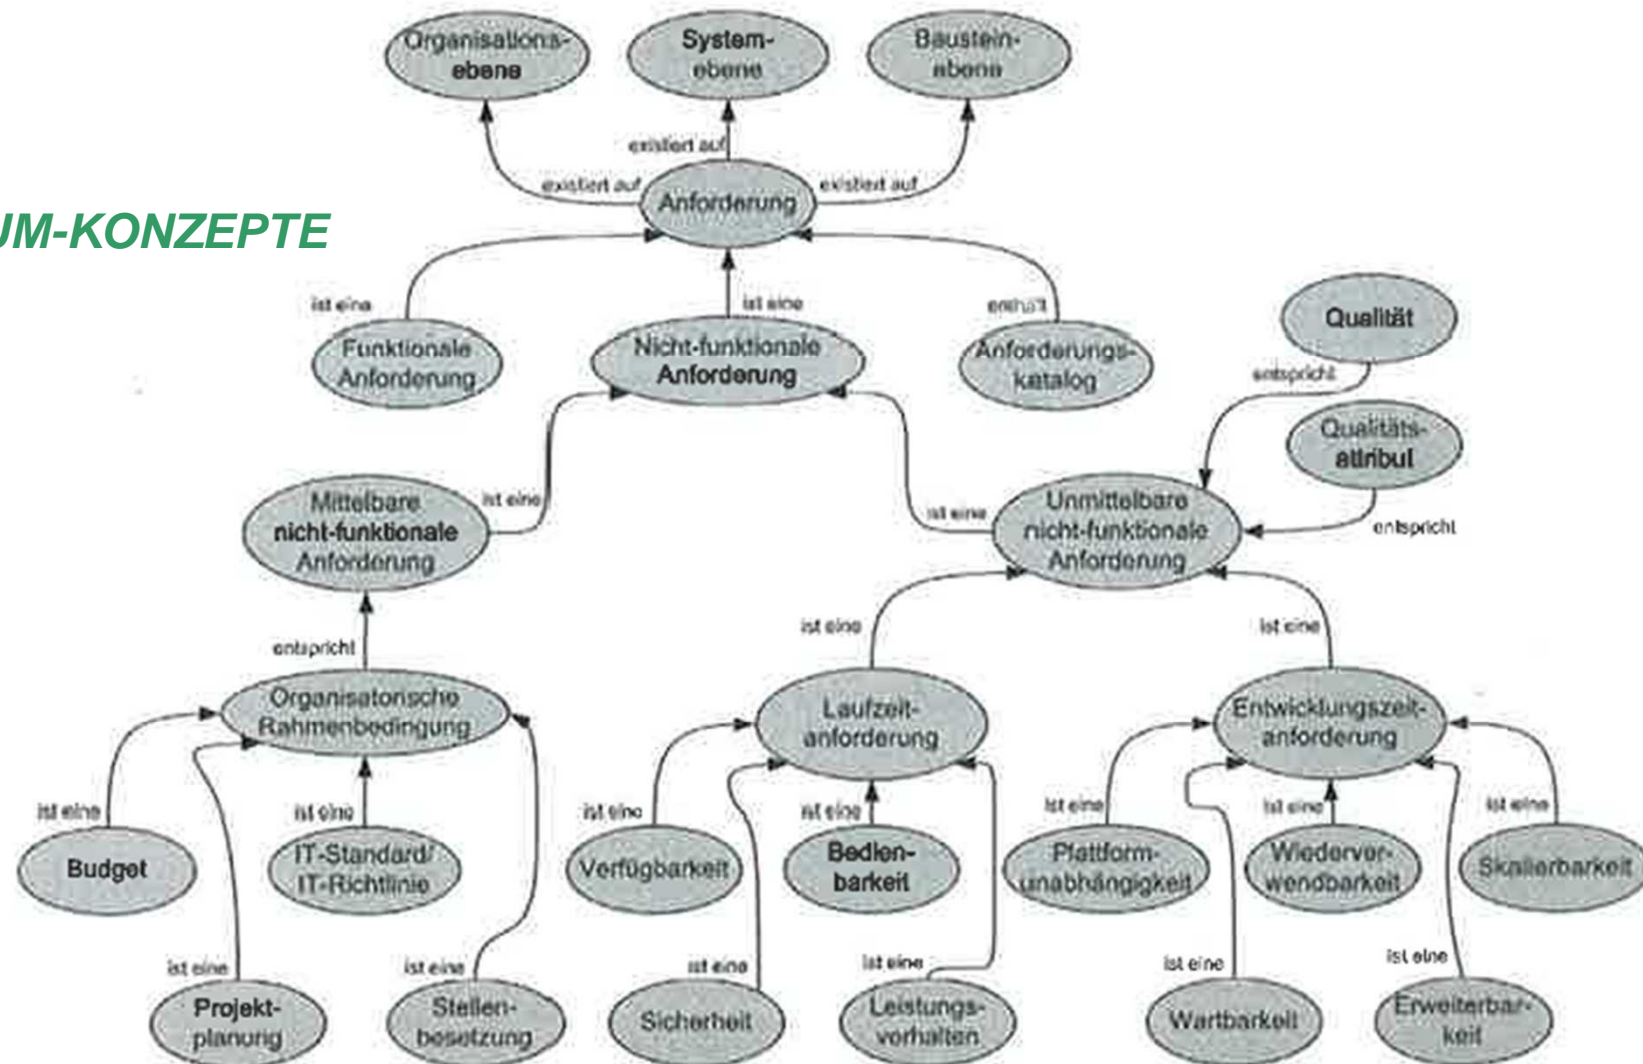 Organisations-
ebene
System-
ebene
Baustein-
ebene
existiert auf
existiert auf
existiert auf
Anforderung
UM-KONZEPTE
ist eine
ist eine
enthält
Funktionale
Anforderung
Nicht-funktionale
Anforderung
Anforderungs-
katalog
Qualität
entspricht
Qualitäts-
attribut
entspricht
Mittelbare
nicht-funktionale
Anforderung
ist eine
ist eine
Unmittelbare
nicht-funktionale
Anforderung
entspricht
ist eine
ist eine
Organisatorische
Rahmenbedingung
Laufzeit-
anforderung
Entwicklungszeit-
anforderung
ist eine
ist eine
ist eine
ist eine
ist eine
ist eine
ist eine
Budget
IT-Standard/
IT-Richtlinie
Verfügbarkeit
Bedien-
barkeit
Plattform-
unabhängigkeit
Wiederver-
wendbarkeit
Skalierbarkeit
ist eine
ist eine
ist eine
ist eine
ist eine
ist eine
Projekt-
planung
Stellen-
besetzung
Sicherheit
Leistungs-
verhalten
Wartbarkeit
Erweiterbar-
keit